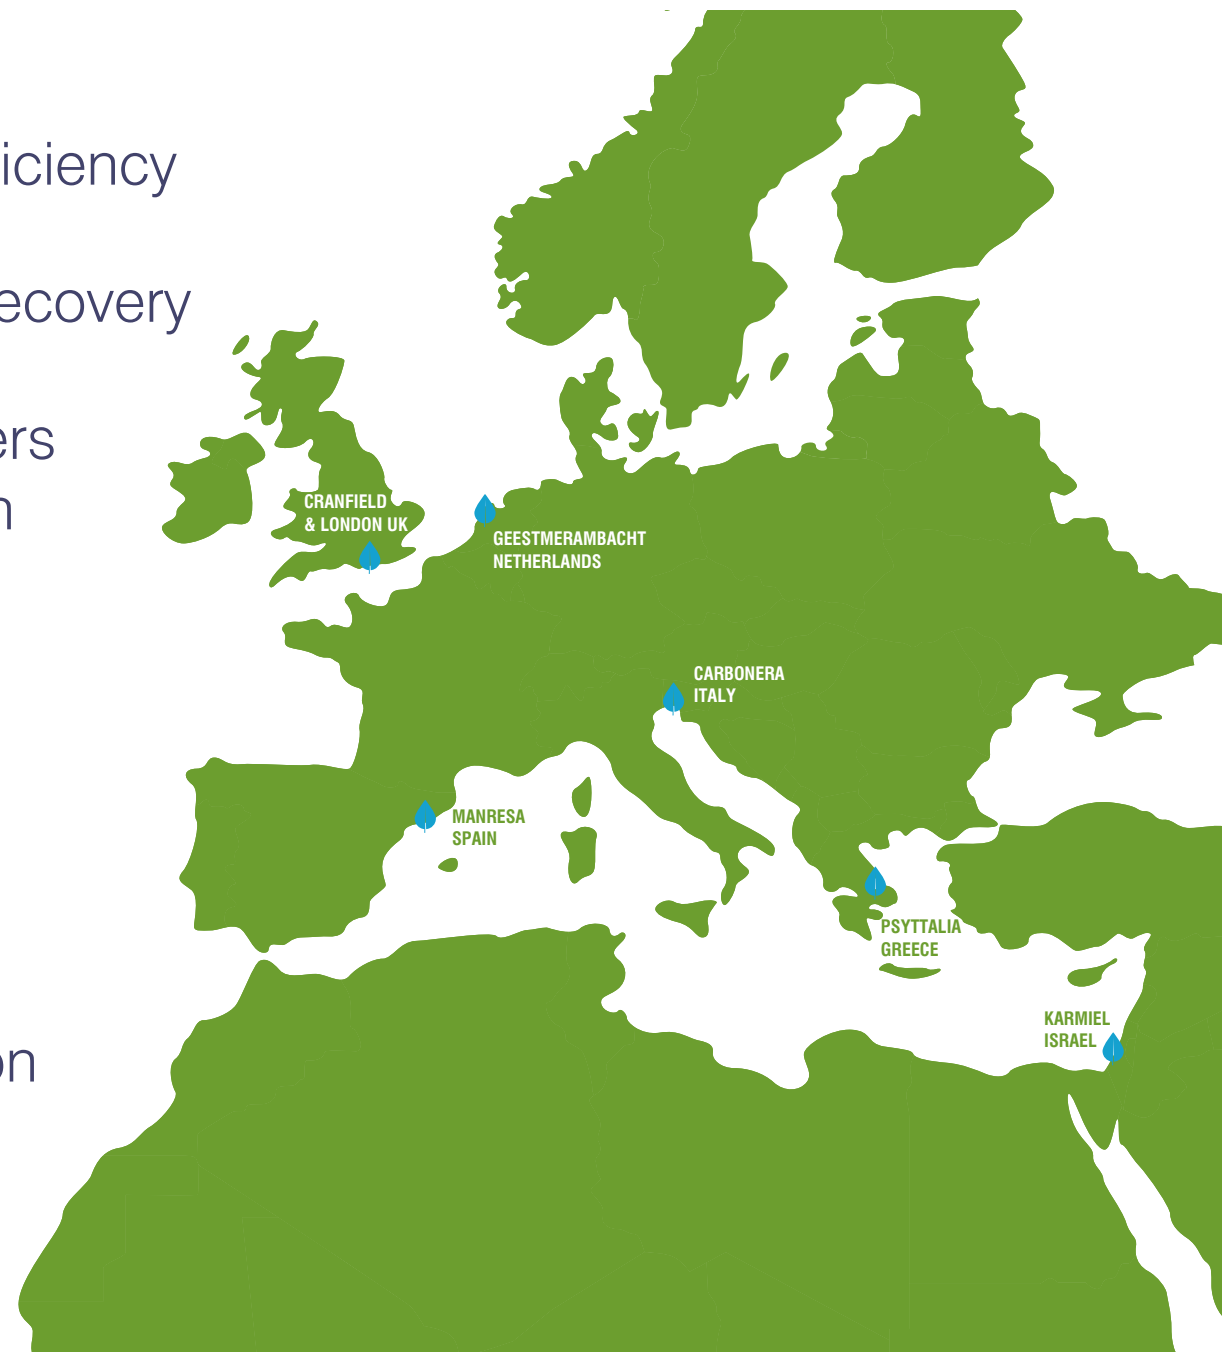 iciency
ecovery
ers
n
on
CRANFIELD
& LONDON UK
GEESTMERAMBACHT
NETHERLANDS
CARBONERA
ITALY
MANRESA
SPAIN
PSYTTALIA
GREECE
KARMIEL
ISRAEL